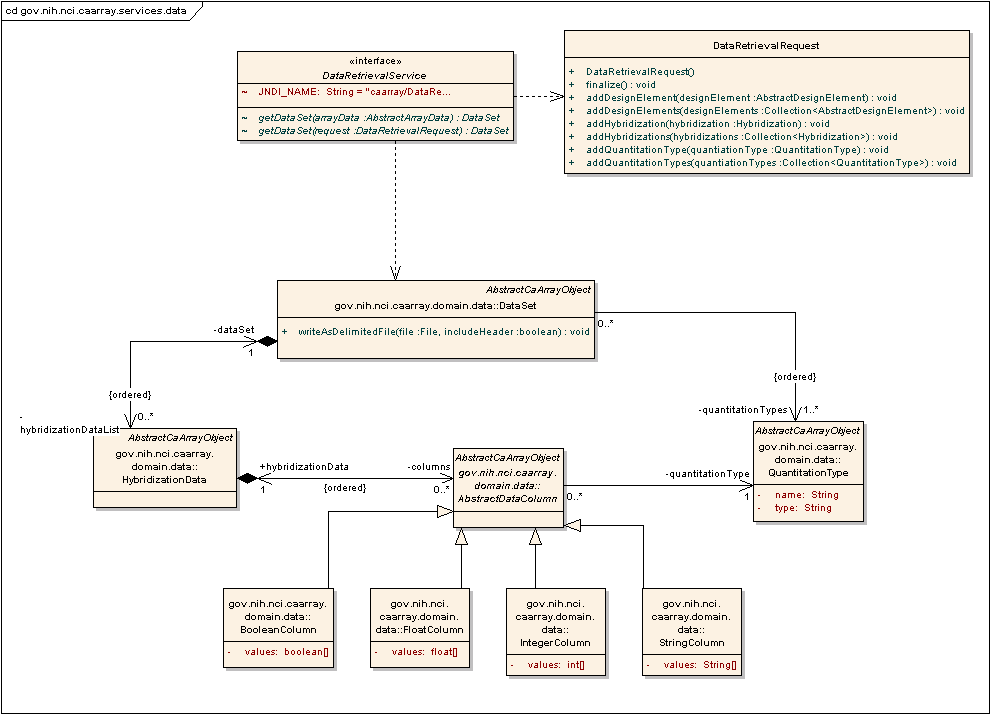 cd gov.nih.nci.caarray.services.data
«interface»
DataRetrievalService
~ JNDI_NAME: String = "caarray/DataRe...
~ getDataSet(arrayData :AbstractArrayData) : DataSet
~ getDataSet(request :DataRetrievalRequest) : DataSet
DataRetrievalRequest
+ DataRetrievalRequest()
+ finalize() : void
+ addDesignElement(designElement :AbstractDesignElement) : void
+ addDesignElements(designElements :Collection<AbstractDesignElement>) : void
+ addHybridization(hybridization :Hybridization) : void
+ addHybridizations(hybridizations :Collection<Hybridization>) : void
+ addQuantitationType(quantiationType :QuantitationType) : void
+ addQuantitationTypes(quantiationTypes :Collection<QuantitationType>) : void
AbstractCaArrayObject
gov.nih.nci.caarray.domain.data::DataSet
+ writeAsDelimitedFile(file :File, includeHeader :boolean) : void
0..*
-dataSet
1
{ordered}
{ordered}
-quantitationTypes
1..*
0..*
-
hybridizationDataList
AbstractCaArrayObject
gov.nih.nci.caarray.
domain.data::
HybridizationData
+hybridizationData
1
{ordered}
-columns
0..*
AbstractCaArrayObject
gov.nih.nci.caarray.
domain.data::
AbstractDataColumn
0..*
-quantitationType
1
AbstractCaArrayObject
gov.nih.nci.caarray.
domain.data::
QuantitationType
- name: String
- type: String
gov.nih.nci.caarray.
domain.data::
BooleanColumn
- values: boolean[]
gov.nih.nci.
caarray.domain.
data::FloatColumn
- values: float[]
gov.nih.nci.
caarray.domain.
data::
IntegerColumn
- values: int[]
gov.nih.nci.
caarray.domain.
data::
StringColumn
- values: String[]